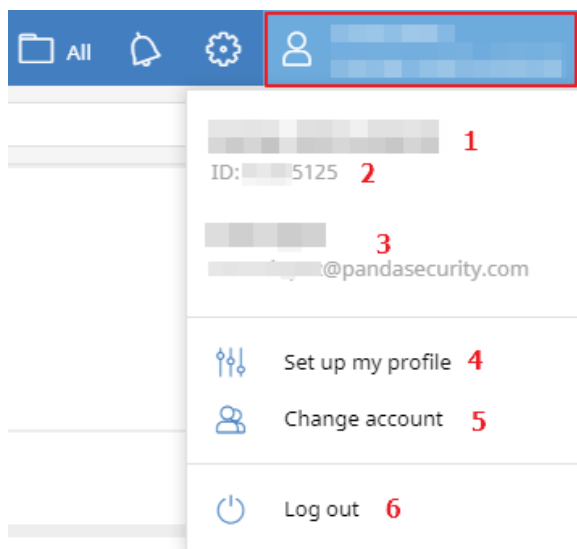 All
1
ID: 5125 2
3
@pandasecurity.com
Set up my profile 4
Change account 5
Log out 6